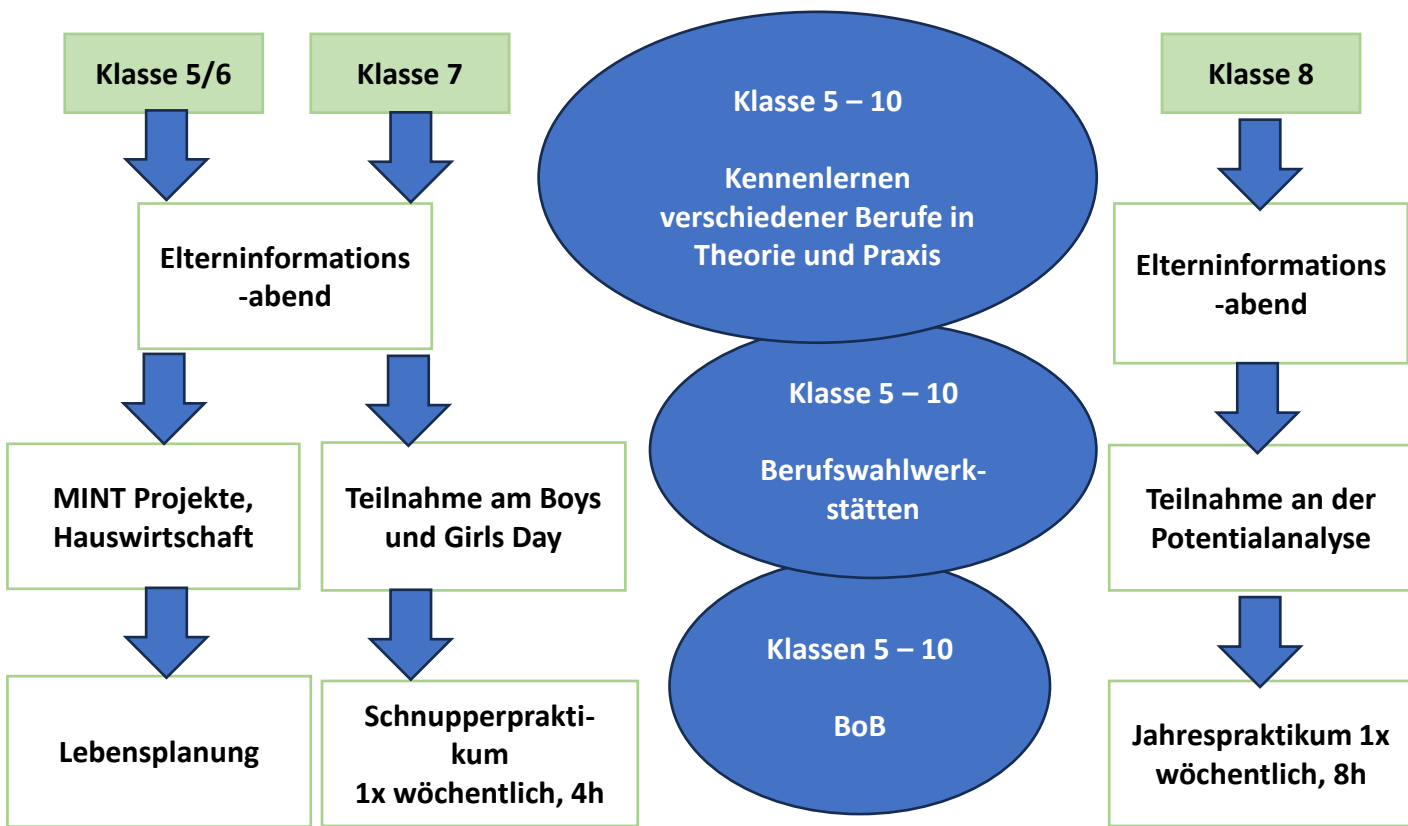 Klasse 5/6
Klasse 7
Elterninformations
-abend
MINT Projekte,
Hauswirtschaft
Teilnahme am Boys
und Girls Day
Lebensplanung
Schnupperprakti-
kum
1x wöchentlich, 4h
Klasse 5 – 10
Kennenlernen
verschiedener Berufe in
Theorie und Praxis
Klasse 5 – 10
Berufswahlwerk-
stätten
Klassen 5 – 10
BoB
Klasse 8
Elterninformations
-abend
Teilnahme an der
Potentialanalyse
Jahrespraktikum 1x
wöchentlich, 8h